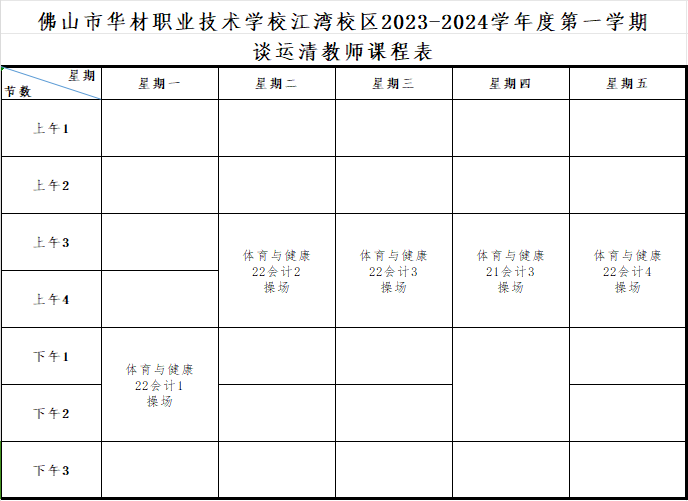 佛山市华材职业技术学校江湾校区2023-2024学年度第一学期
谈运清教师课程表
星期
节数
星期一
星期二
星期三
星期四
星期五
上午1
上午2
上午3
体育与健康
22会计2
操场
体育与健康
22会计3
操场
体育与健康
21会计3
操场
体育与健康
22会计4
操场
上午4
下午1
体育与健康
22会计1
操场
下午2
下午3